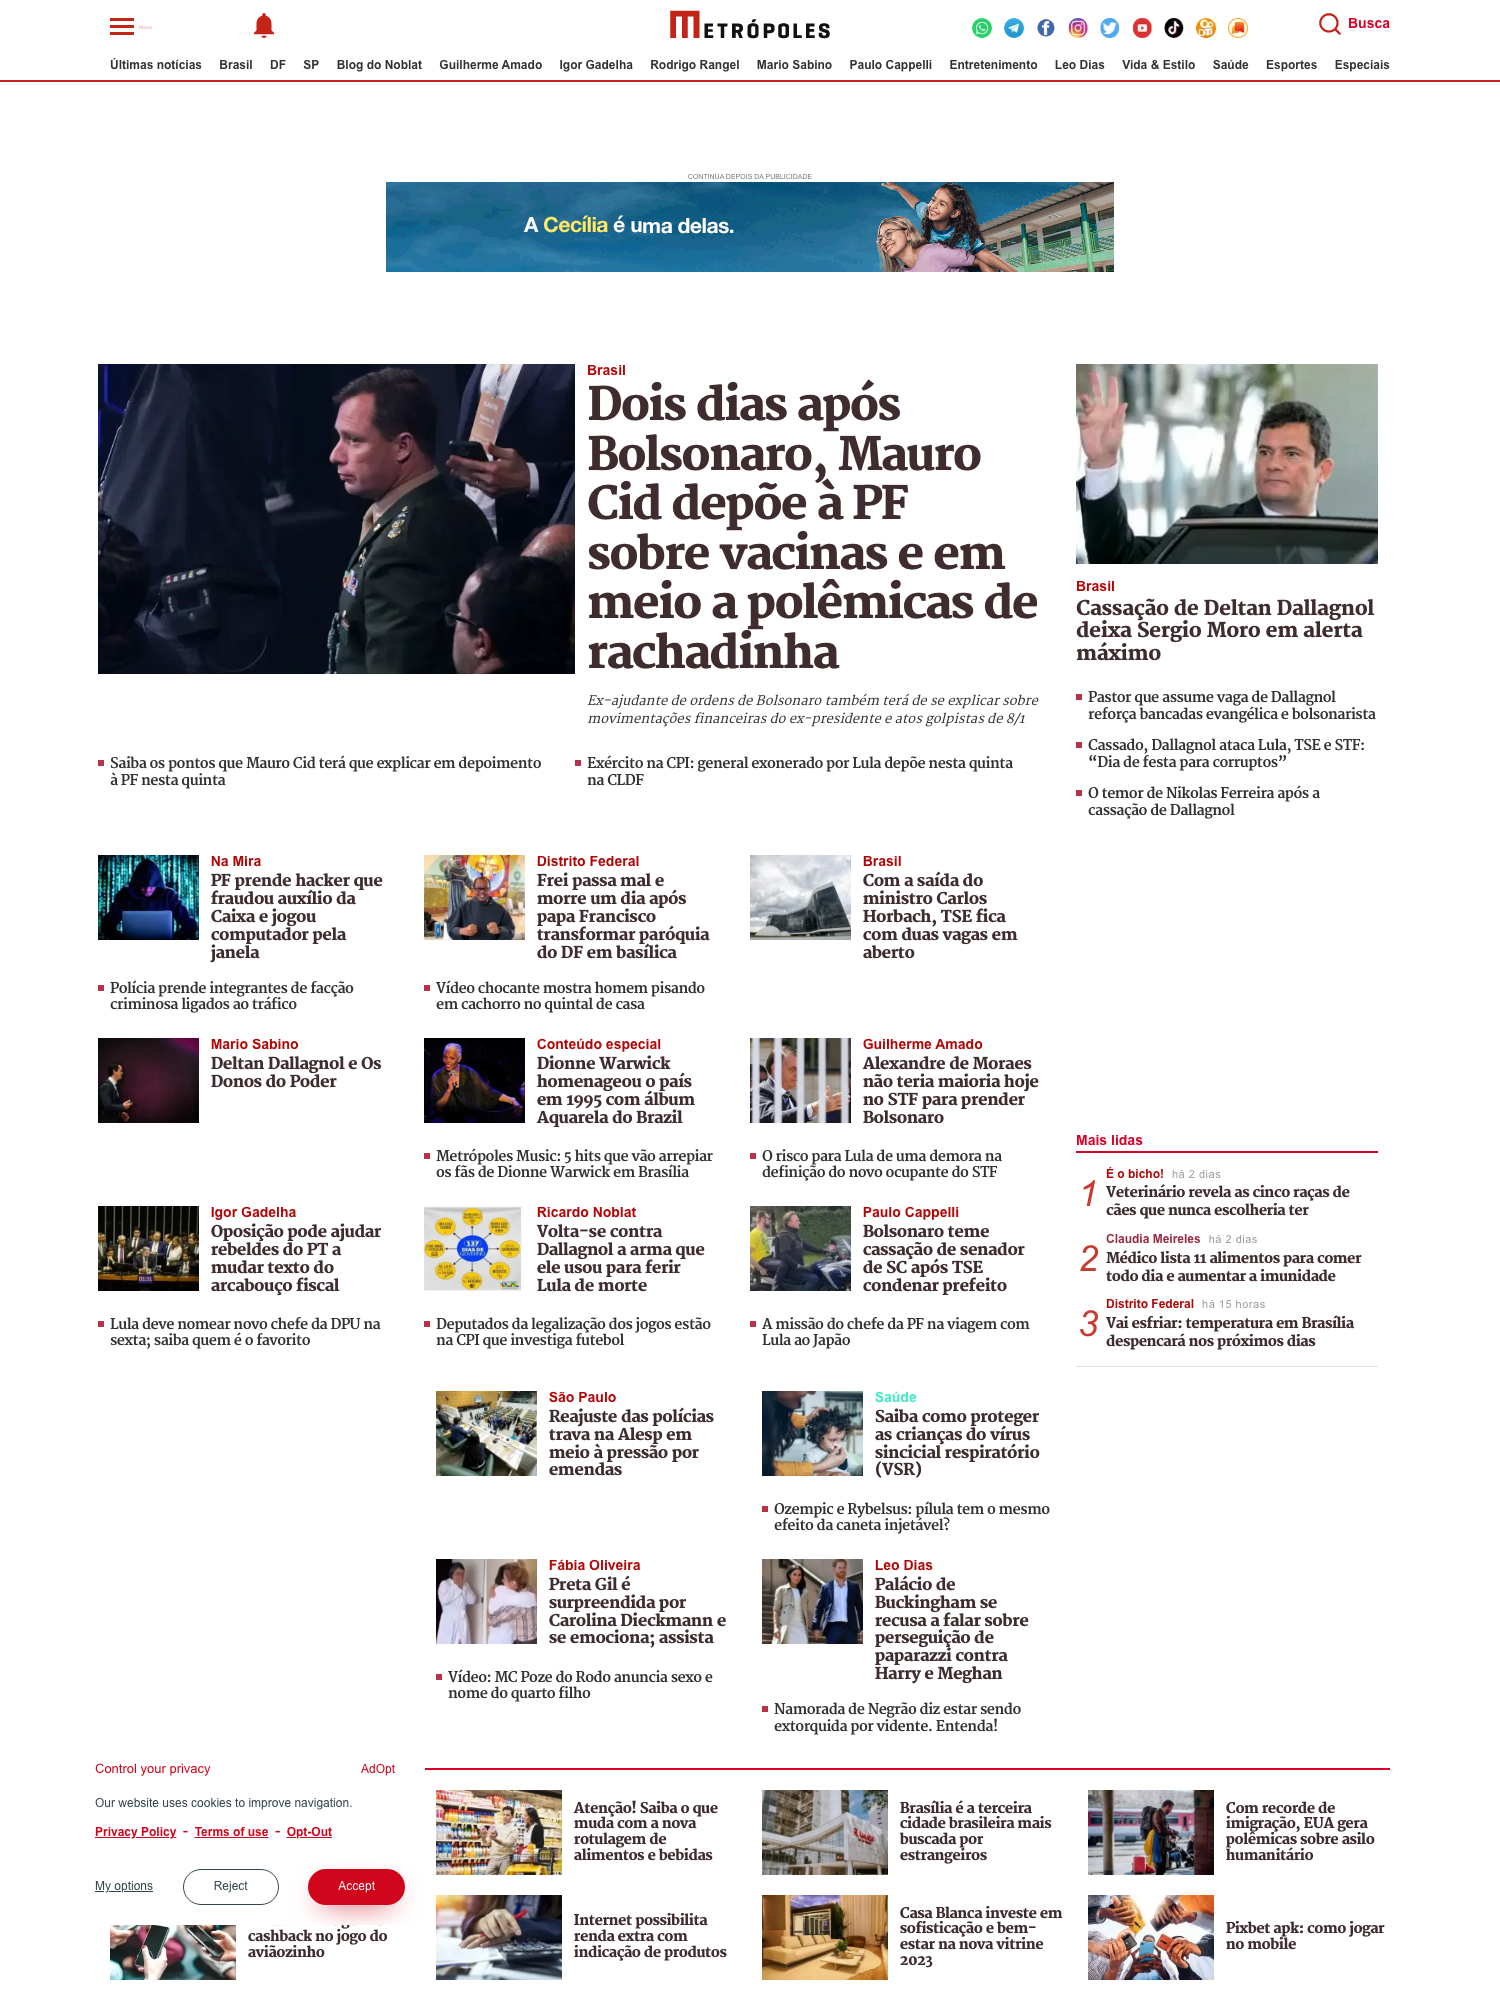 Menu
METRÓPOLES
Busca
Últimas notícias Brasil DF SP Blog do Noblat Guilherme Amado Igor Gadelha Rodrigo Rangel Mario Sabino Paulo Cappelli Entretenimento Leo Dias Vida & Estilo Saúde Esportes Especiais
CONTINUA DEPOIS DA PUBLICIDADE
A Cecília é uma delas.
Brasil
Dois dias após
Bolsonaro, Mauro
Cid depõe à PF
sobre vacinas e em
meio a polêmicas de
rachadinha
Ex-ajudante de ordens de Bolsonaro também terá de se explicar sobre
movimentações financeiras do ex-presidente e atos golpistas de 8/1
Saiba os pontos que Mauro Cid terá que explicar em depoimento
à PF nesta quinta
Exército na CPI: general exonerado por Lula depõe nesta quinta
na CLDF
Brasil
Cassação de Deltan Dallagnol
deixa Sergio Moro em alerta
máximo
Pastor que assume vaga de Dallagnol
reforça bancadas evangélica e bolsonarista
Cassado, Dallagnol ataca Lula, TSE e STF:
“Dia de festa para corruptos”
O temor de Nikolas Ferreira após a
cassação de Dallagnol
Na Mira
PF prende hacker que
fraudou auxílio da
Caixa e jogou
computador pela
janela
Polícia prende integrantes de facção
criminosa ligados ao tráfico
Distrito Federal
Frei passa mal e
morre um dia após
papa Francisco
transformar paróquia
do DF em basílica
Vídeo chocante mostra homem pisando
em cachorro no quintal de casa
Brasil
Com a saída do
ministro Carlos
Horbach, TSE fica
com duas vagas em
aberto
Mario Sabino
Deltan Dallagnol e Os
Donos do Poder
Conteúdo especial
Dionne Warwick
homenageou o país
em 1995 com álbum
Aquarela do Brazil
Metrópoles Music: 5 hits que vão arrepiar
os fãs de Dionne Warwick em Brasília
Guilherme Amado
Alexandre de Moraes
não teria maioria hoje
no STF para prender
Bolsonaro
O risco para Lula de uma demora na
definição do novo ocupante do STF
Igor Gadelha
Oposição pode ajudar
rebeldes do PT a
mudar texto do
arcabouço fiscal
Lula deve nomear novo chefe da DPU na
sexta; saiba quem é o favorito
137
DIAS DE
Ricardo Noblat
Volta-se contra
Dallagnol a arma que
ele usou para ferir
Lula de morte
Deputados da legalização dos jogos estão
na CPI que investiga futebol
Paulo Cappelli
Bolsonaro teme
cassação de senador
de SC após TSE
condenar prefeito
A missão do chefe da PF na viagem com
Lula ao Japão
Mais lidas
1
É o bicho! há 2 dias
Veterinário revela as cinco raças de
cães que nunca escolheria ter
2
Claudia Meireles há 2 dias
Médico lista 11 alimentos para comer
todo dia e aumentar a imunidade
3
Distrito Federal há 15 horas
Vai esfriar: temperatura em Brasília
despencará nos próximos dias
São Paulo
Reajuste das polícias
trava na Alesp em
meio à pressão por
emendas
Saúde
Saiba como proteger
as crianças do vírus
sincicial respiratório
(VSR)
Ozempic e Rybelsus: pílula tem o mesmo
efeito da caneta injetável?
Fábia Oliveira
Preta Gil é
surpreendida por
Carolina Dieckmann e
se emociona; assista
Vídeo: MC Poze do Rodo anuncia sexo e
nome do quarto filho
Leo Dias
Palácio de
Buckingham se
recusa a falar sobre
perseguição de
paparazzi contra
Harry e Meghan
Namorada de Negrão diz estar sendo
extorquida por vidente. Entenda!
Control your privacy AdOpt
Our website uses cookies to improve navigation.
Privacy Policy - Terms of use - Opt-Out
My options Reject Accept
Atenção! Saiba o que
muda com a nova
rotulagem de
alimentos e bebidas
Brasília é a terceira
cidade brasileira mais
buscada por
estrangeiros
Com recorde de
imigração, EUA gera
polêmicas sobre asilo
humanitário
cashback no jogo do
aviãozinho
Internet possibilita
renda extra com
indicação de produtos
Casa Blanca investe em
sofisticação e bem-
estar na nova vitrine
2023
Pixbet apk: como jogar
no mobile